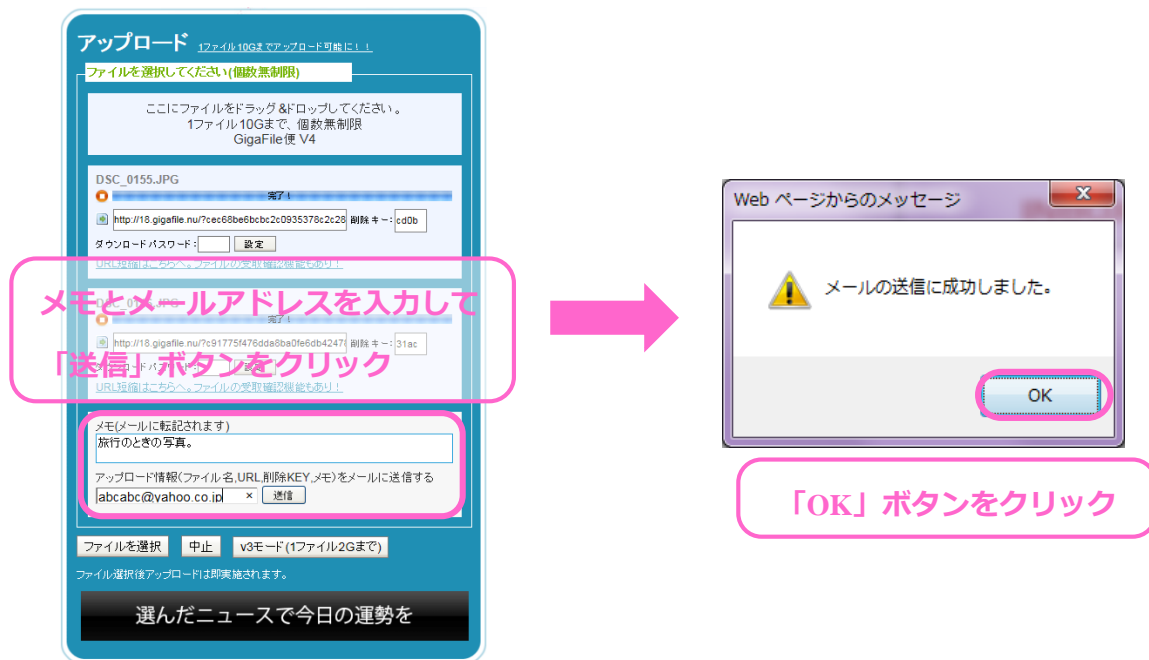 アップロード 1ファイル10Gまでアップロード可能に！！
ファイルを選択してください(個数無制限)
ここにファイルをドラッグ&ドロップしてください。
1ファイル10Gまで、個数無制限
GigaFile便 V4
DSC_0155.JPG
完了！
http://18.gigafile.nu/?cec68be6bcbc2c0935378c2c28 削除キー: cd0b
ダウンロードパスワード: 設定
URL短縮はこちらへ。ファイルの受取確認機能もあり！
メモとメールアドレスを入力して
完了！
http://18.gigafile.nu/?c91775f476dda8ba0fe6db4247 削除キー: 31ac
「送信」ボタンをクリック
URL短縮はこちらへ。ファイルの受取確認機能もあり！
メモ(メールに転記されます)
旅行のときの写真。
アップロード情報(ファイル名,URL,削除KEY,メモ)をメールに送信する
abcabc@yahoo.co.jp × 送信
ファイルを選択 中止 v3モード(1ファイル2Gまで)
ファイル選択後アップロードは即実施されます。
選んだニュースで今日の運勢を
Web ページからのメッセージ
メールの送信に成功しました。
OK
「OK」ボタンをクリック